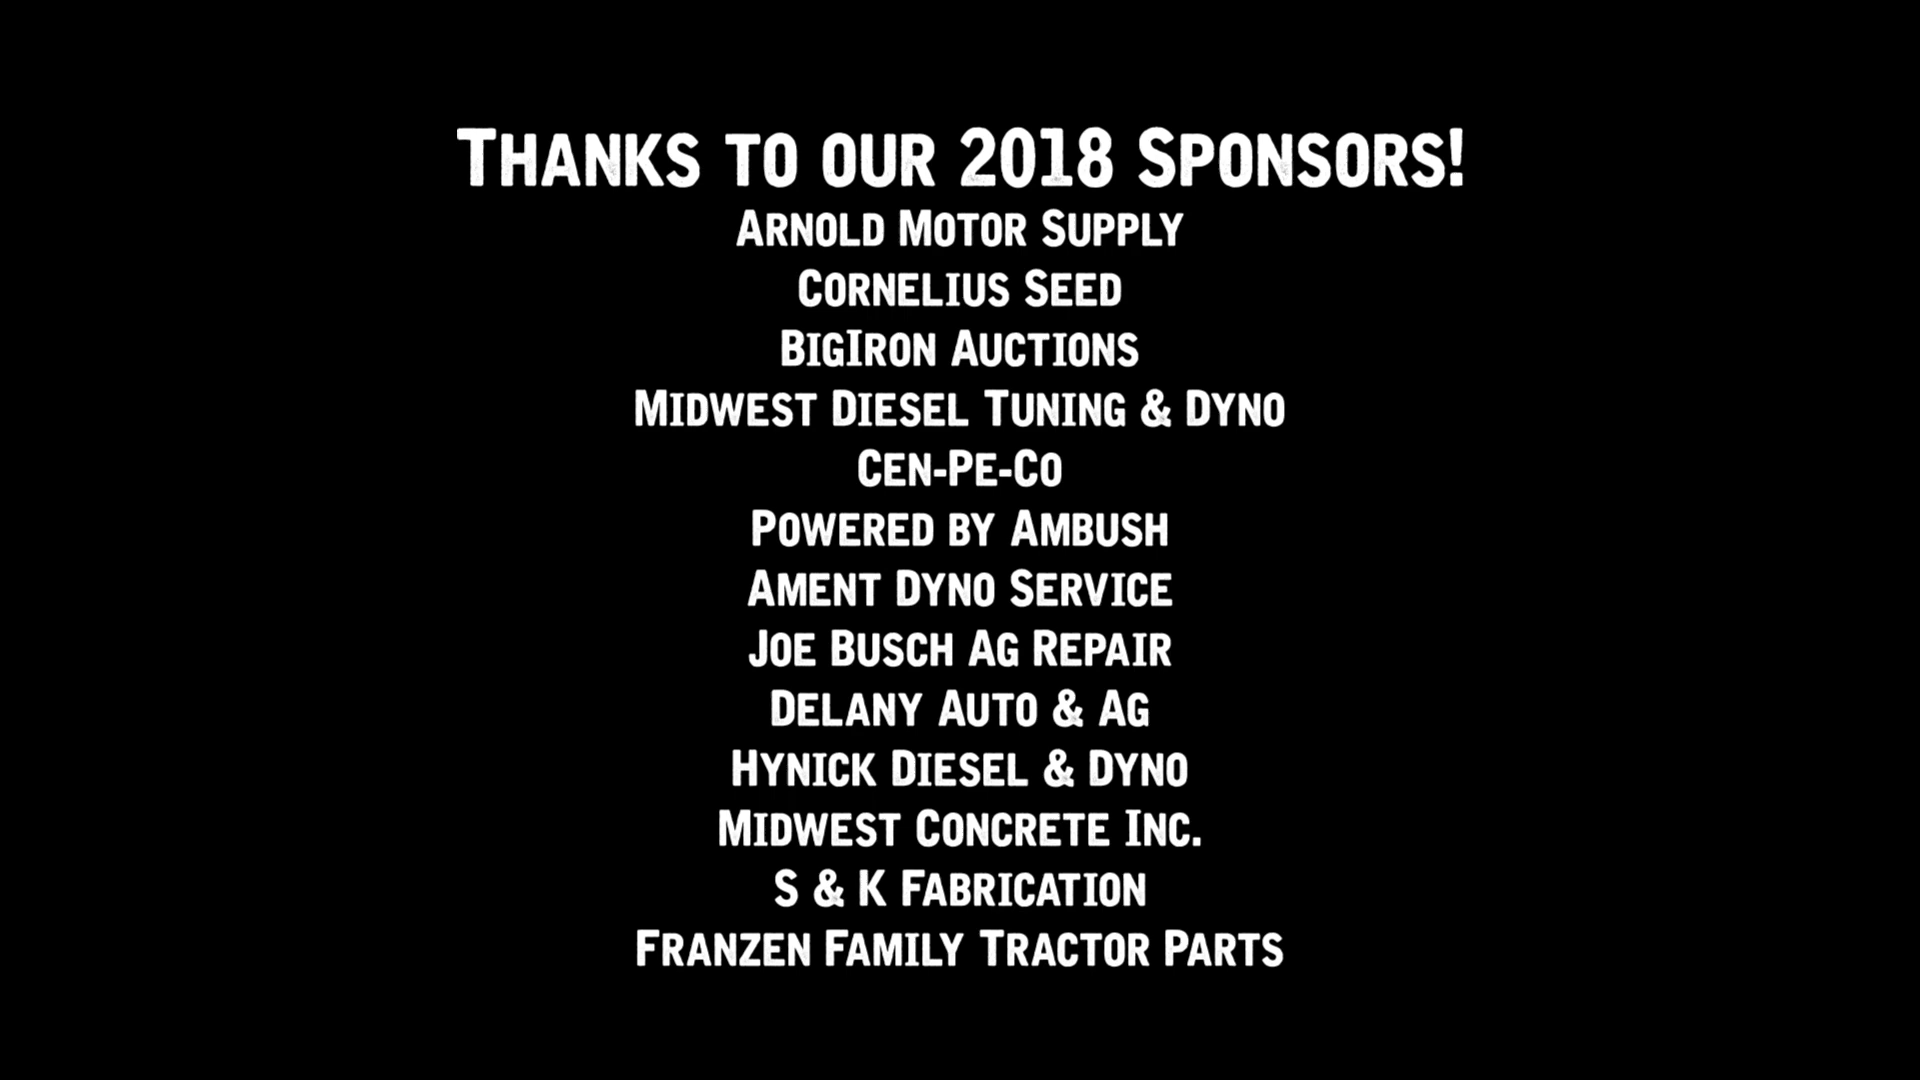 Thanks to our 2018 Sponsors!
Arnold Motor Supply
Cornelius Seed
BigIron Auctions
Midwest Diesel Tuning & Dyno
Cen-Pe-Co
Powered by Ambush
Ament Dyno Service
Joe Busch Ag Repair
Delany Auto & Ag
Hynick Diesel & Dyno
Midwest Concrete Inc.
S & K Fabrication
Franzen Family Tractor Parts